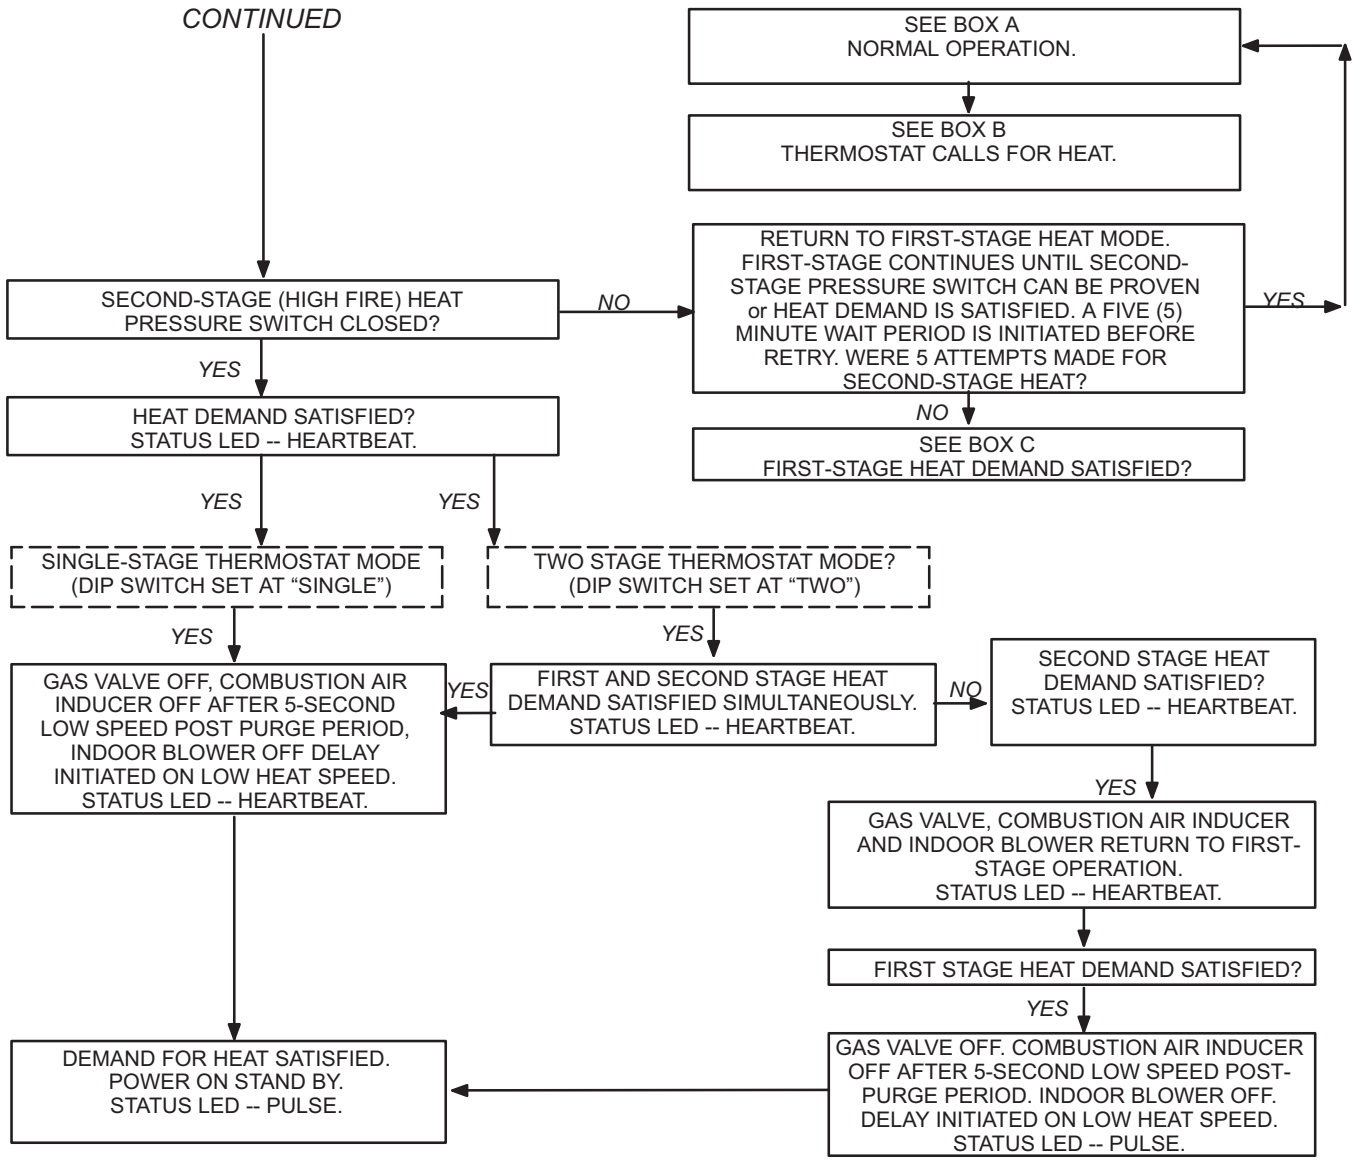 CONTINUED
SEE BOX A
NORMAL OPERATION.
SEE BOX B
THERMOSTAT CALLS FOR HEAT.
RETURN TO FIRST-STAGE HEAT MODE.
FIRST-STAGE CONTINUES UNTIL SECOND-
STAGE PRESSURE SWITCH CAN BE PROVEN
or HEAT DEMAND IS SATISFIED. A FIVE (5)
MINUTE WAIT PERIOD IS INITIATED BEFORE
RETRY. WERE 5 ATTEMPTS MADE FOR
SECOND-STAGE HEAT?
YES
SECOND-STAGE (HIGH FIRE) HEAT
PRESSURE SWITCH CLOSED?
NO
YES
NO
HEAT DEMAND SATISFIED?
STATUS LED -- HEARTBEAT.
SEE BOX C
FIRST-STAGE HEAT DEMAND SATISFIED?
YES
YES
SINGLE-STAGE THERMOSTAT MODE
(DIP SWITCH SET AT “SINGLE”)
TWO STAGE THERMOSTAT MODE?
(DIP SWITCH SET AT “TWO”)
YES
YES
GAS VALVE OFF, COMBUSTION AIR
INDUCER OFF AFTER 5-SECOND
LOW SPEED POST PURGE PERIOD,
INDOOR BLOWER OFF DELAY
INITIATED ON LOW HEAT SPEED.
STATUS LED -- HEARTBEAT.
YES
FIRST AND SECOND STAGE HEAT
DEMAND SATISFIED SIMULTANEOUSLY.
STATUS LED -- HEARTBEAT.
NO
SECOND STAGE HEAT
DEMAND SATISFIED?
STATUS LED -- HEARTBEAT.
YES
GAS VALVE, COMBUSTION AIR INDUCER
AND INDOOR BLOWER RETURN TO FIRST-
STAGE OPERATION.
STATUS LED -- HEARTBEAT.
FIRST STAGE HEAT DEMAND SATISFIED?
YES
DEMAND FOR HEAT SATISFIED.
POWER ON STAND BY.
STATUS LED -- PULSE.
GAS VALVE OFF. COMBUSTION AIR INDUCER
OFF AFTER 5-SECOND LOW SPEED POST-
PURGE PERIOD. INDOOR BLOWER OFF.
DELAY INITIATED ON LOW HEAT SPEED.
STATUS LED -- PULSE.